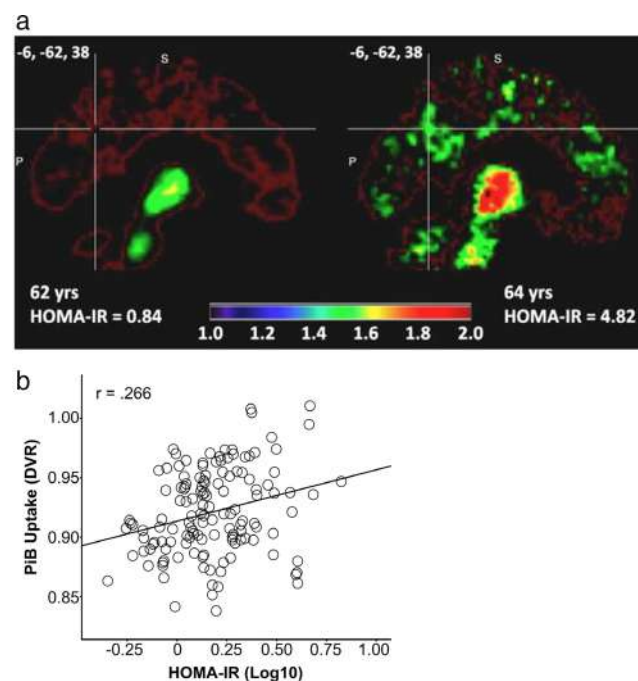 a
-6, -62, 38
S
P
62 yrs
HOMA-IR = 0.84
-6, -62, 38
S
P
64 yrs
HOMA-IR = 4.82
1.0 1.2 1.4 1.6 1.8 2.0
b
r = .266
PiB Uptake (DVR)
1.00
0.95
0.90
0.85
-0.25 0 0.25 0.50 0.75 1.00
HOMA-IR (Log10)